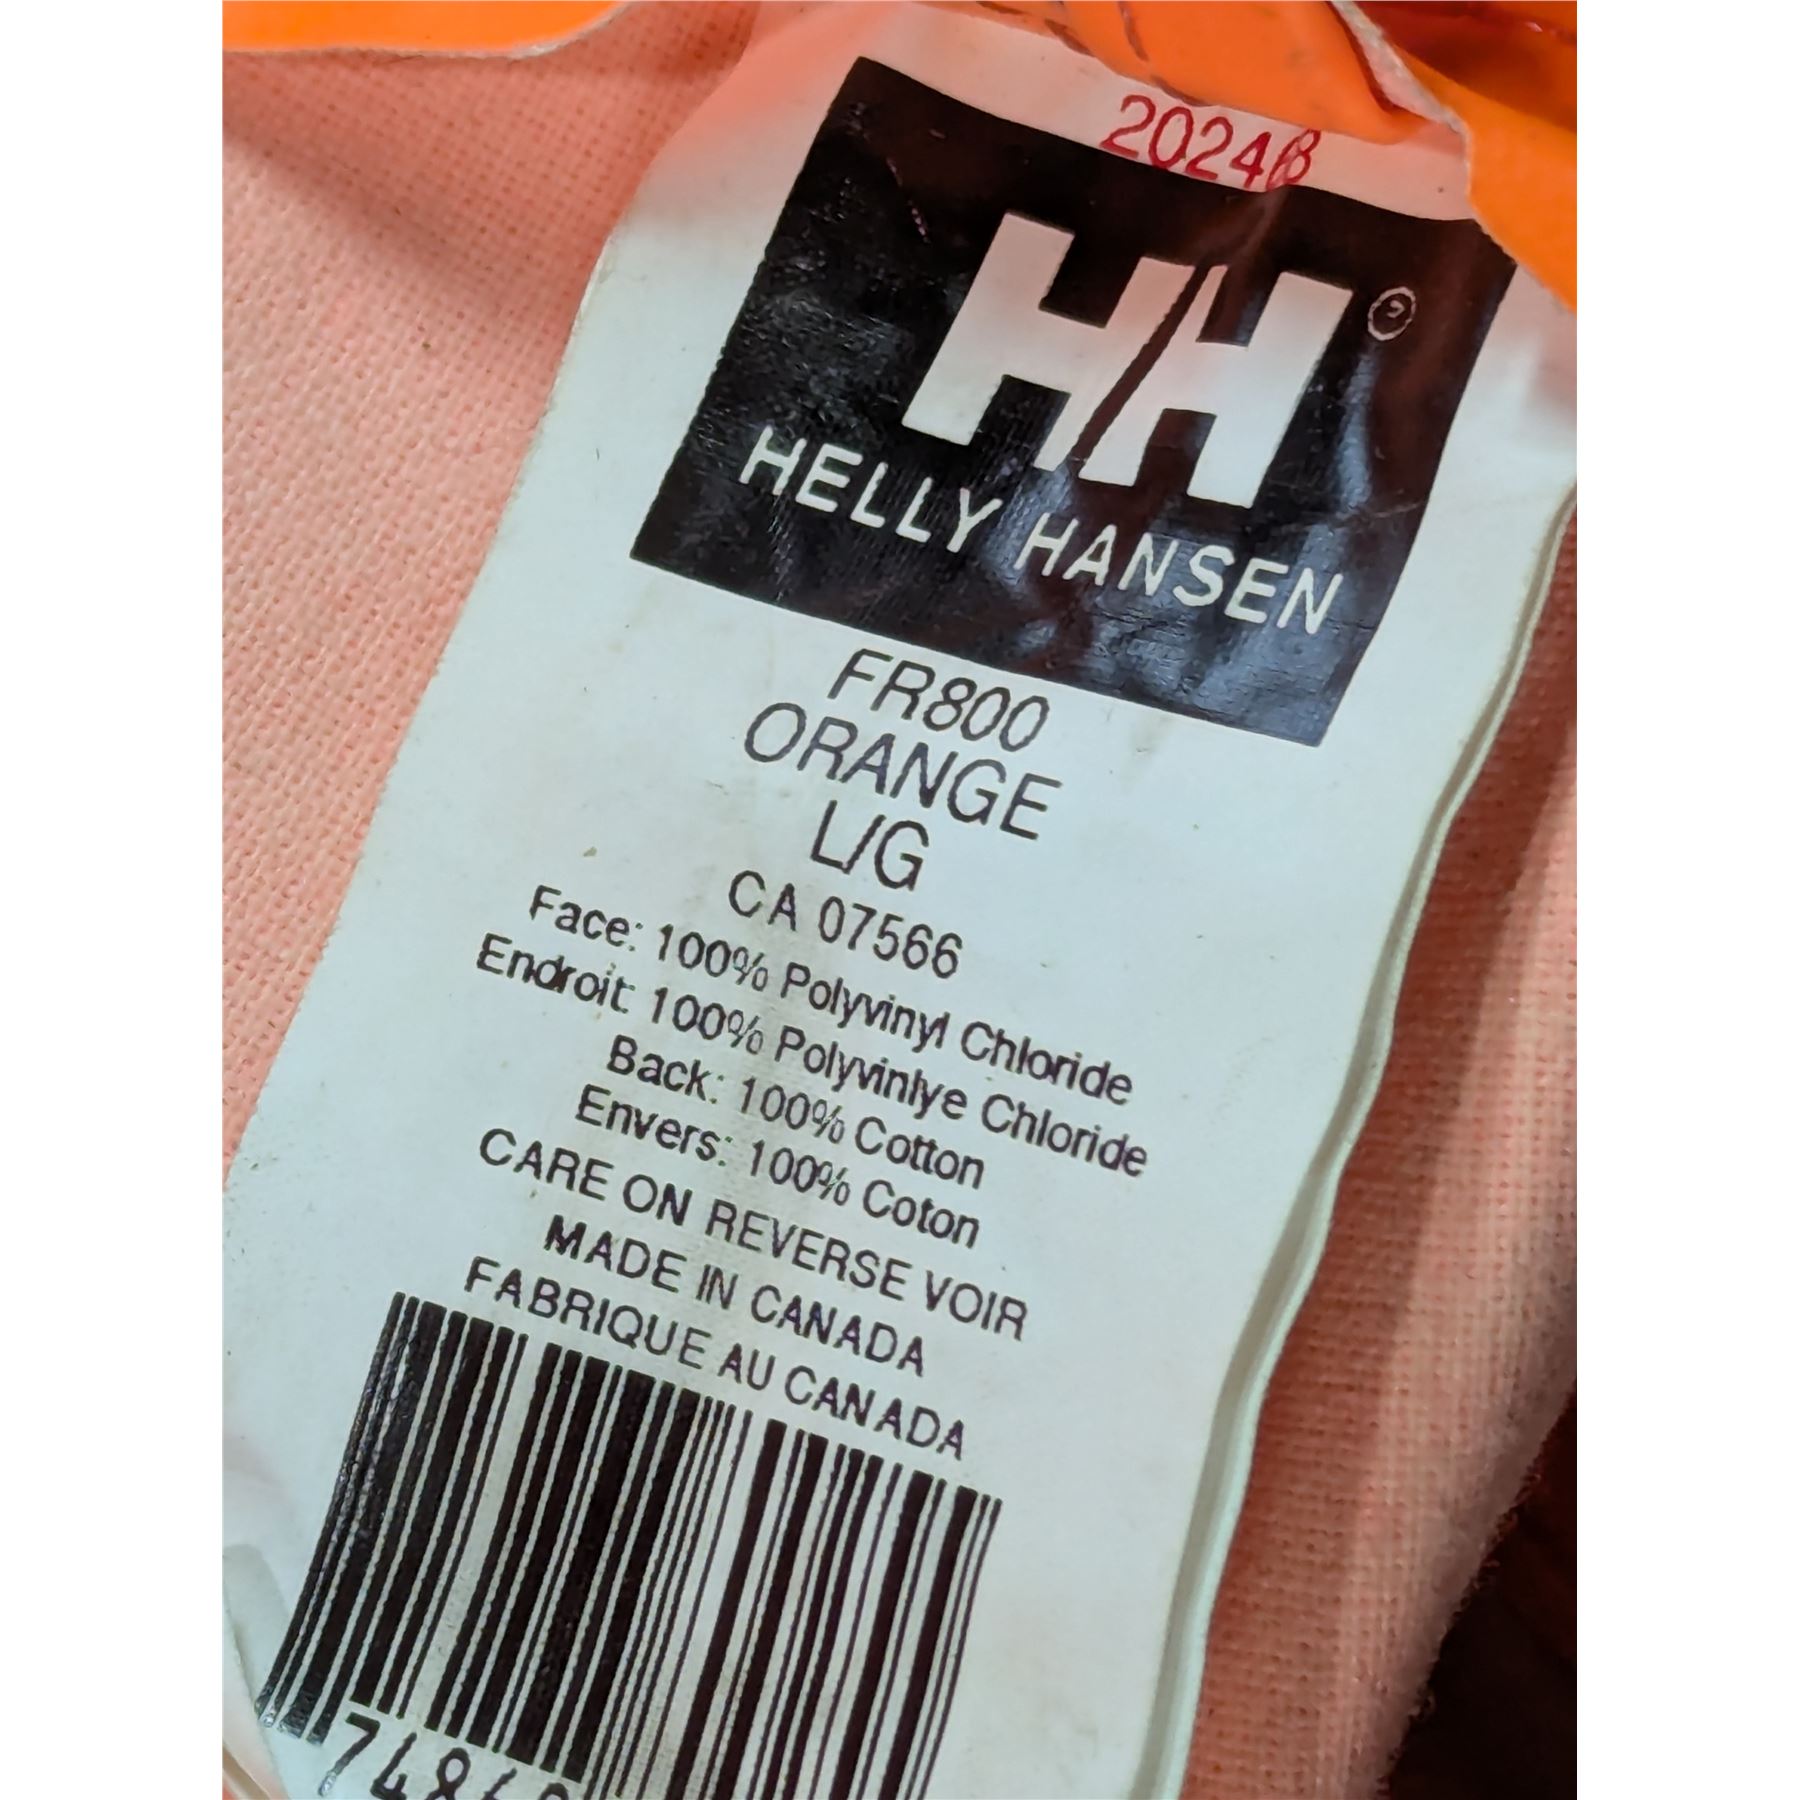 20248
HH®
HELLY HANSEN
FR800
ORANGE
L/G
CA 07566
Face: 100% Polyvinyl Chloride
Endroit: 100% Polyvinlye Chloride
Back: 100% Cotton
Envers: 100% Coton
CARE ON REVERSE VOIR
MADE IN CANADA
FABRIQUE AU CANADA